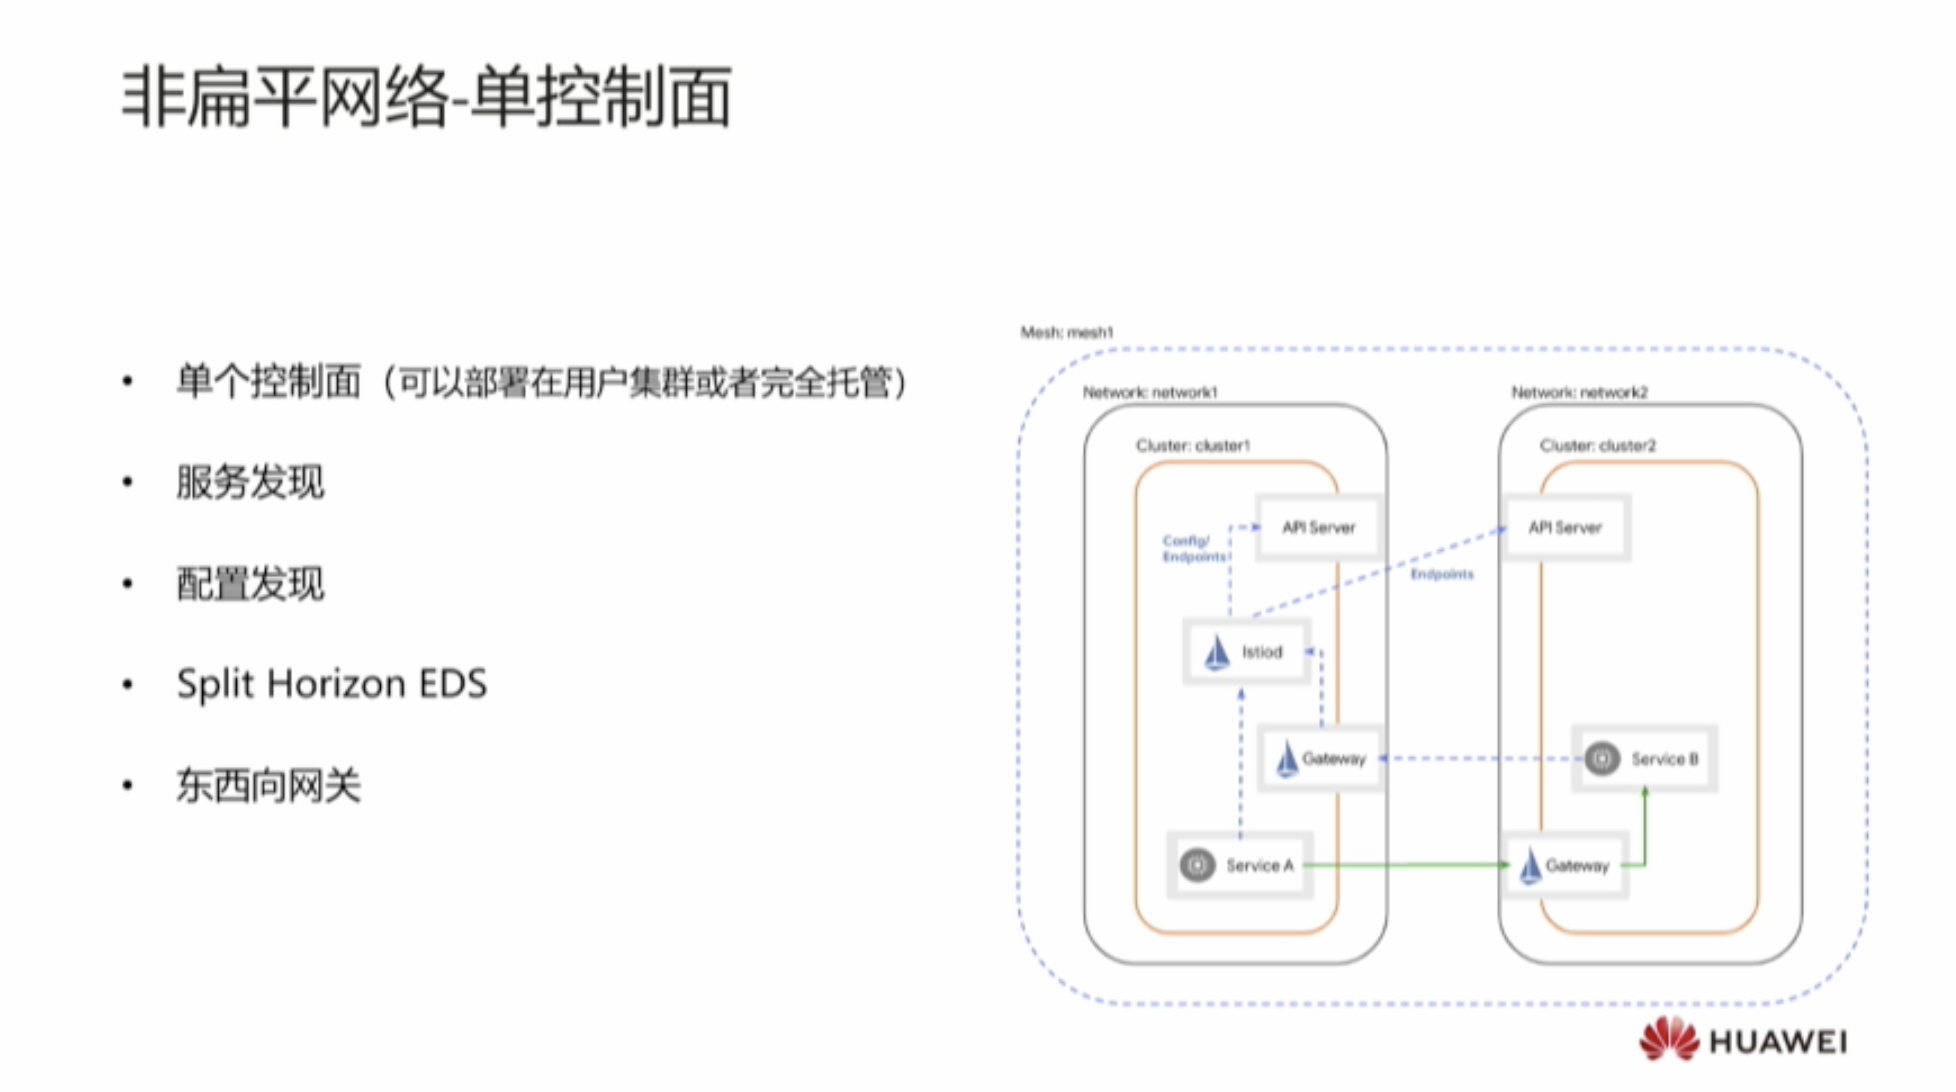 非扁平网络-单控制面
• 单个控制面（可以部署在用户集群或者完全托管）
• 服务发现
• 配置发现
• Split Horizon EDS
• 东西向网关
Mesh: mesh1
Network: network1
Network: network2
Cluster: cluster1
Cluster: cluster2
API Server
API Server
Config/
Endpoints
Endpoints
Istiod
Gateway
Service B
Service A
Gateway
HUAWEI